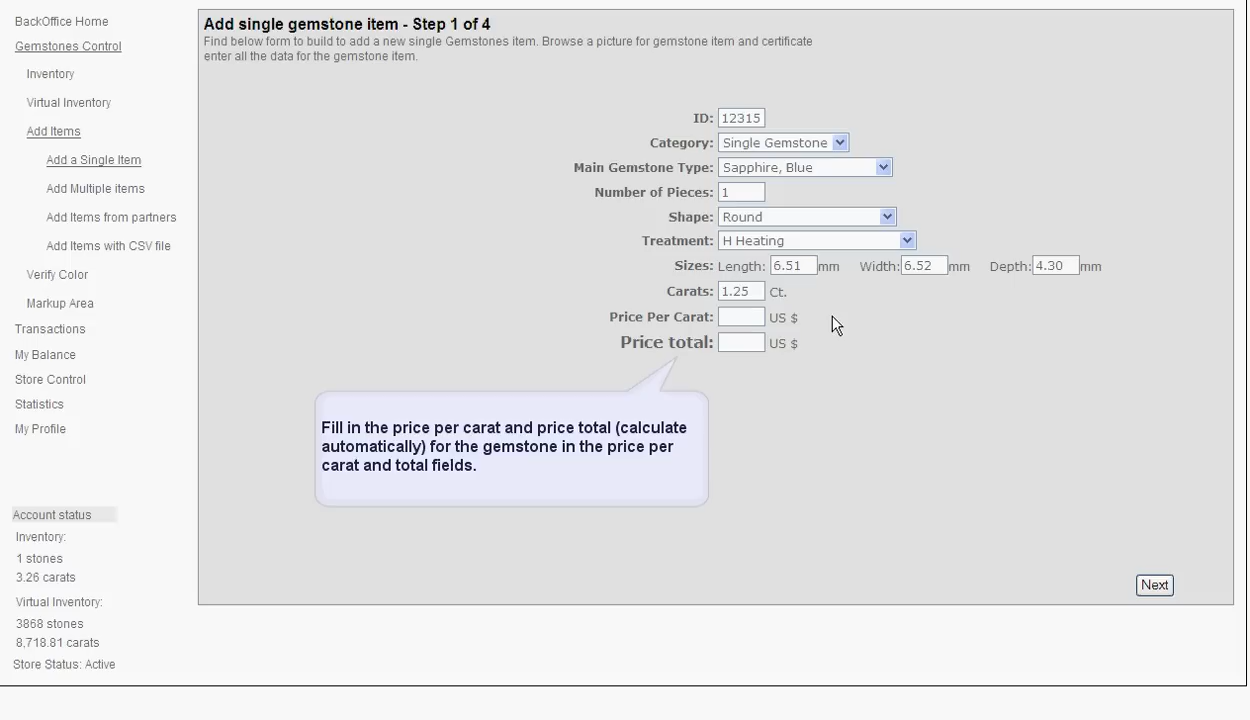 BackOffice Home
Gemstones Control
Inventory
Virtual Inventory
Add Items
Add a Single Item
Add Multiple items
Add Items from partners
Add Items with CSV file
Verify Color
Markup Area
Transactions
My Balance
Store Control
Statistics
My Profile
Account status
Inventory:
1 stones
3.26 carats
Virtual Inventory:
3868 stones
8,718.81 carats
Store Status: Active
Add single gemstone item - Step 1 of 4
Find below form to build to add a new single Gemstones item. Browse a picture for gemstone item and certificate
enter all the data for the gemstone item.
ID: 12315
Category: Single Gemstone
Main Gemstone Type: Sapphire, Blue
Number of Pieces: 1
Shape: Round
Treatment: H Heating
Sizes: Length: 6.51 mm Width: 6.52 mm Depth: 4.30 mm
Carats: 1.25 Ct.
Price Per Carat: US $
Price total: US $
Fill in the price per carat and price total (calculate
automatically) for the gemstone in the price per
carat and total fields.
Next